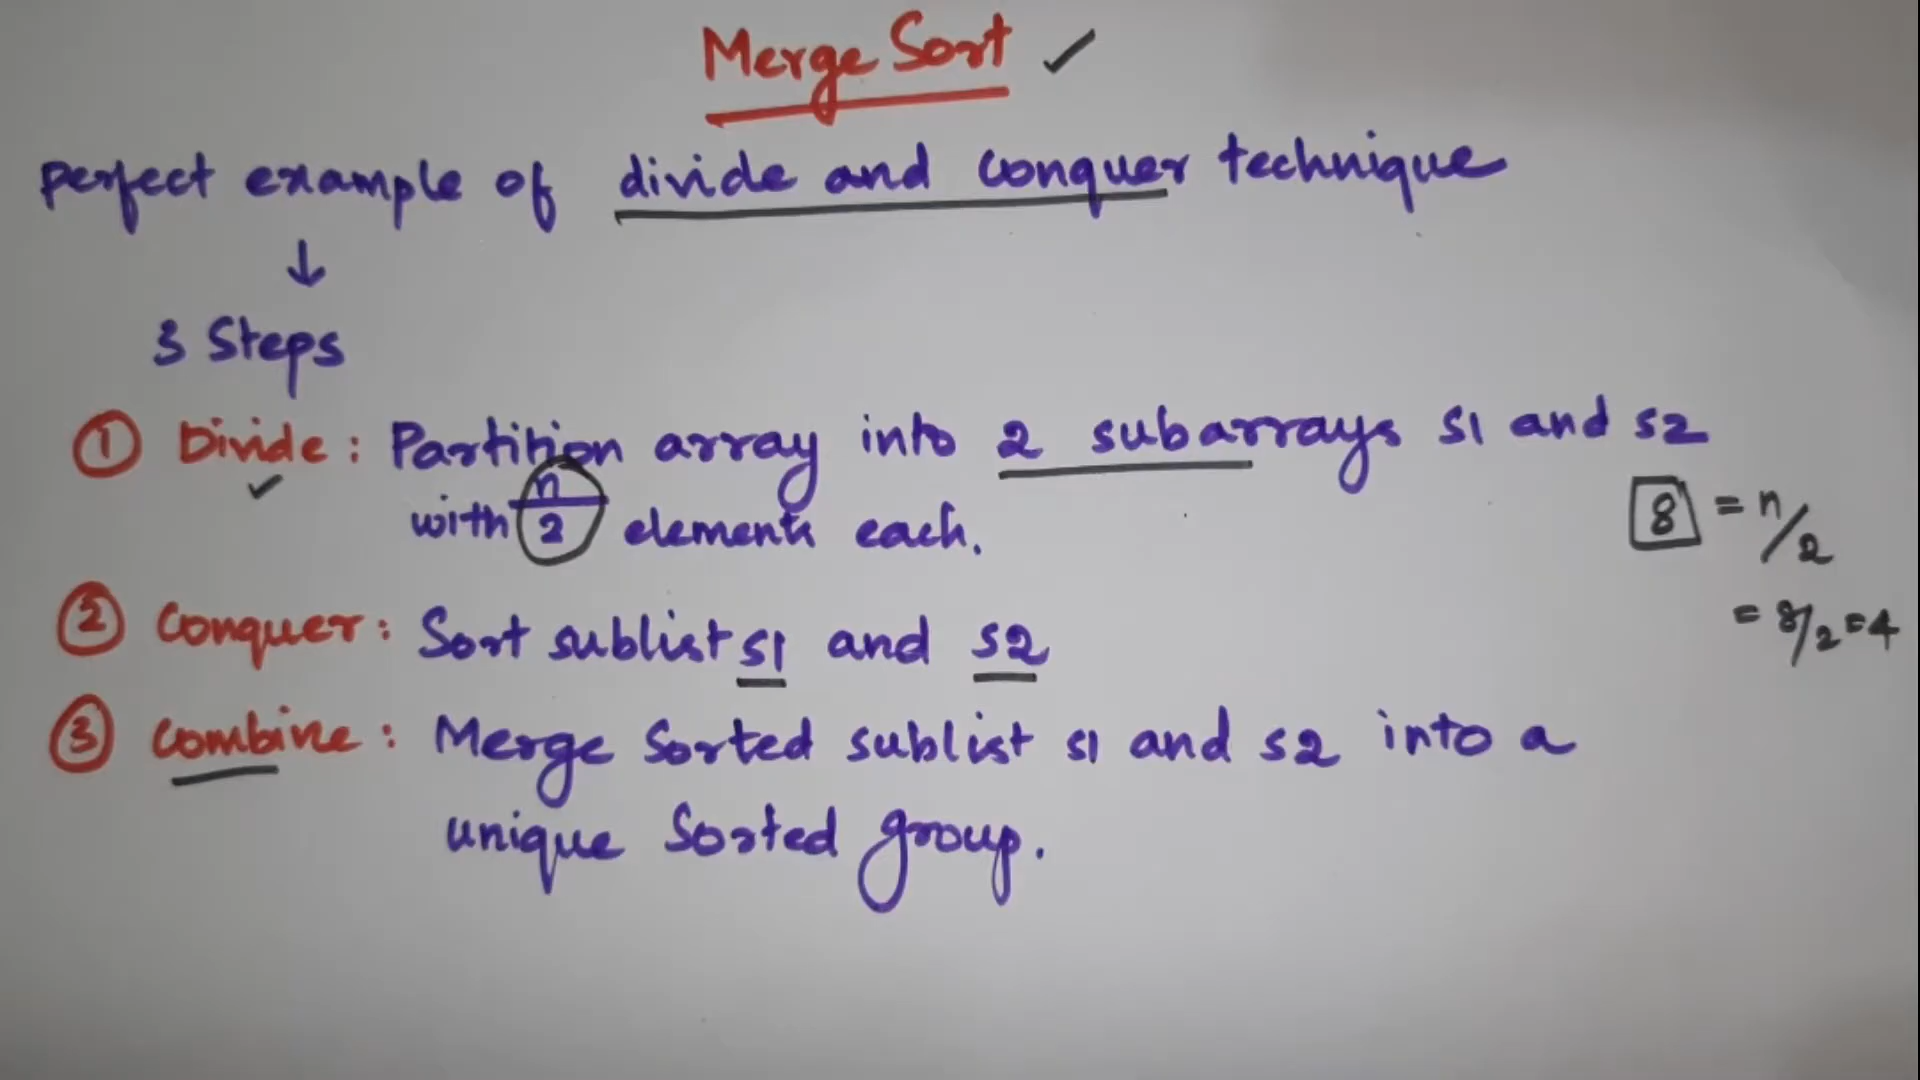 Merge Sort ✓
Perfect example of divide and conquer technique
↓
3 Steps
① Divide: Partition array into 2 subarrays s1 and s2
with n/2 elements each.
8 = n/2
= 8/2 = 4
② Conquer: Sort sublist s1 and s2
③ Combine: Merge Sorted sublist s1 and s2 into a
unique Sorted group.